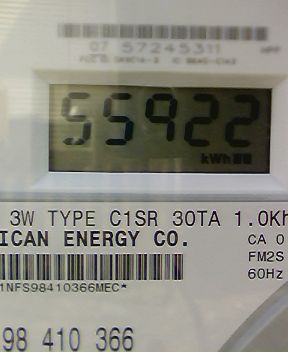 07 57245311
55922
kWh
3W TYPE C1SR 30TA 1.0Kh
ICAN ENERGY CO.
CA 0
FM2S
60Hz
1NFS98410366MEC*
98 410 366